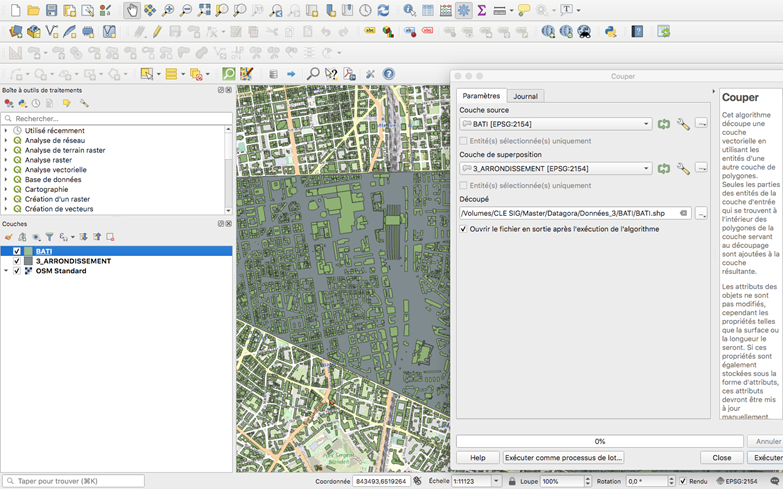 Boîte à outils de traitements
Rechercher...
Utilisé récemment
Analyse de réseau
Analyse de terrain raster
Analyse raster
Analyse vectorielle
Base de données
Cartographie
Création d'un raster
Création de vecteurs
Couches
BATI
3_ARRONDISSEMENT
OSM Standard
Couper
Paramètres
Journal
Couche source
BATI [EPSG:2154]
Entité(s) sélectionnée(s) uniquement
Couche de superposition
3_ARRONDISSEMENT [EPSG:2154]
Entité(s) sélectionnée(s) uniquement
Découpé
/Volumes/CLE SIG/Master/Datagora/Données_3/BATI/BATI.shp
Ouvrir le fichier en sortie après l'exécution de l'algorithme
Couper
Cet algorithme
découpe une
couche
vectorielle en
utilisant les
entités d'une
autre couche de
polygones.
Seules les parties
des entités de la
couche d'entrée
qui se trouvent à
l'intérieur des
polygones de la
couche servant
au découpage
sont ajoutées à la
couche
résultante.
Les attributs des
objets ne sont
pas modifiés,
cependant les
propriétés telles
que la surface ou
la longueur le
seront. Si ces
propriétés sont
également
stockées sous la
forme d'attributs,
ces attributs
devront être mis
à jour
manuellement.
0%
Annuler
Help
Exécuter comme processus de lot...
Close
Exécuter
Taper pour trouver (⌘K)
Coordonnée 843493,6519264
Échelle 1:11123
Loupe 100%
Rotation 0,0 °
Rendu
EPSG:2154